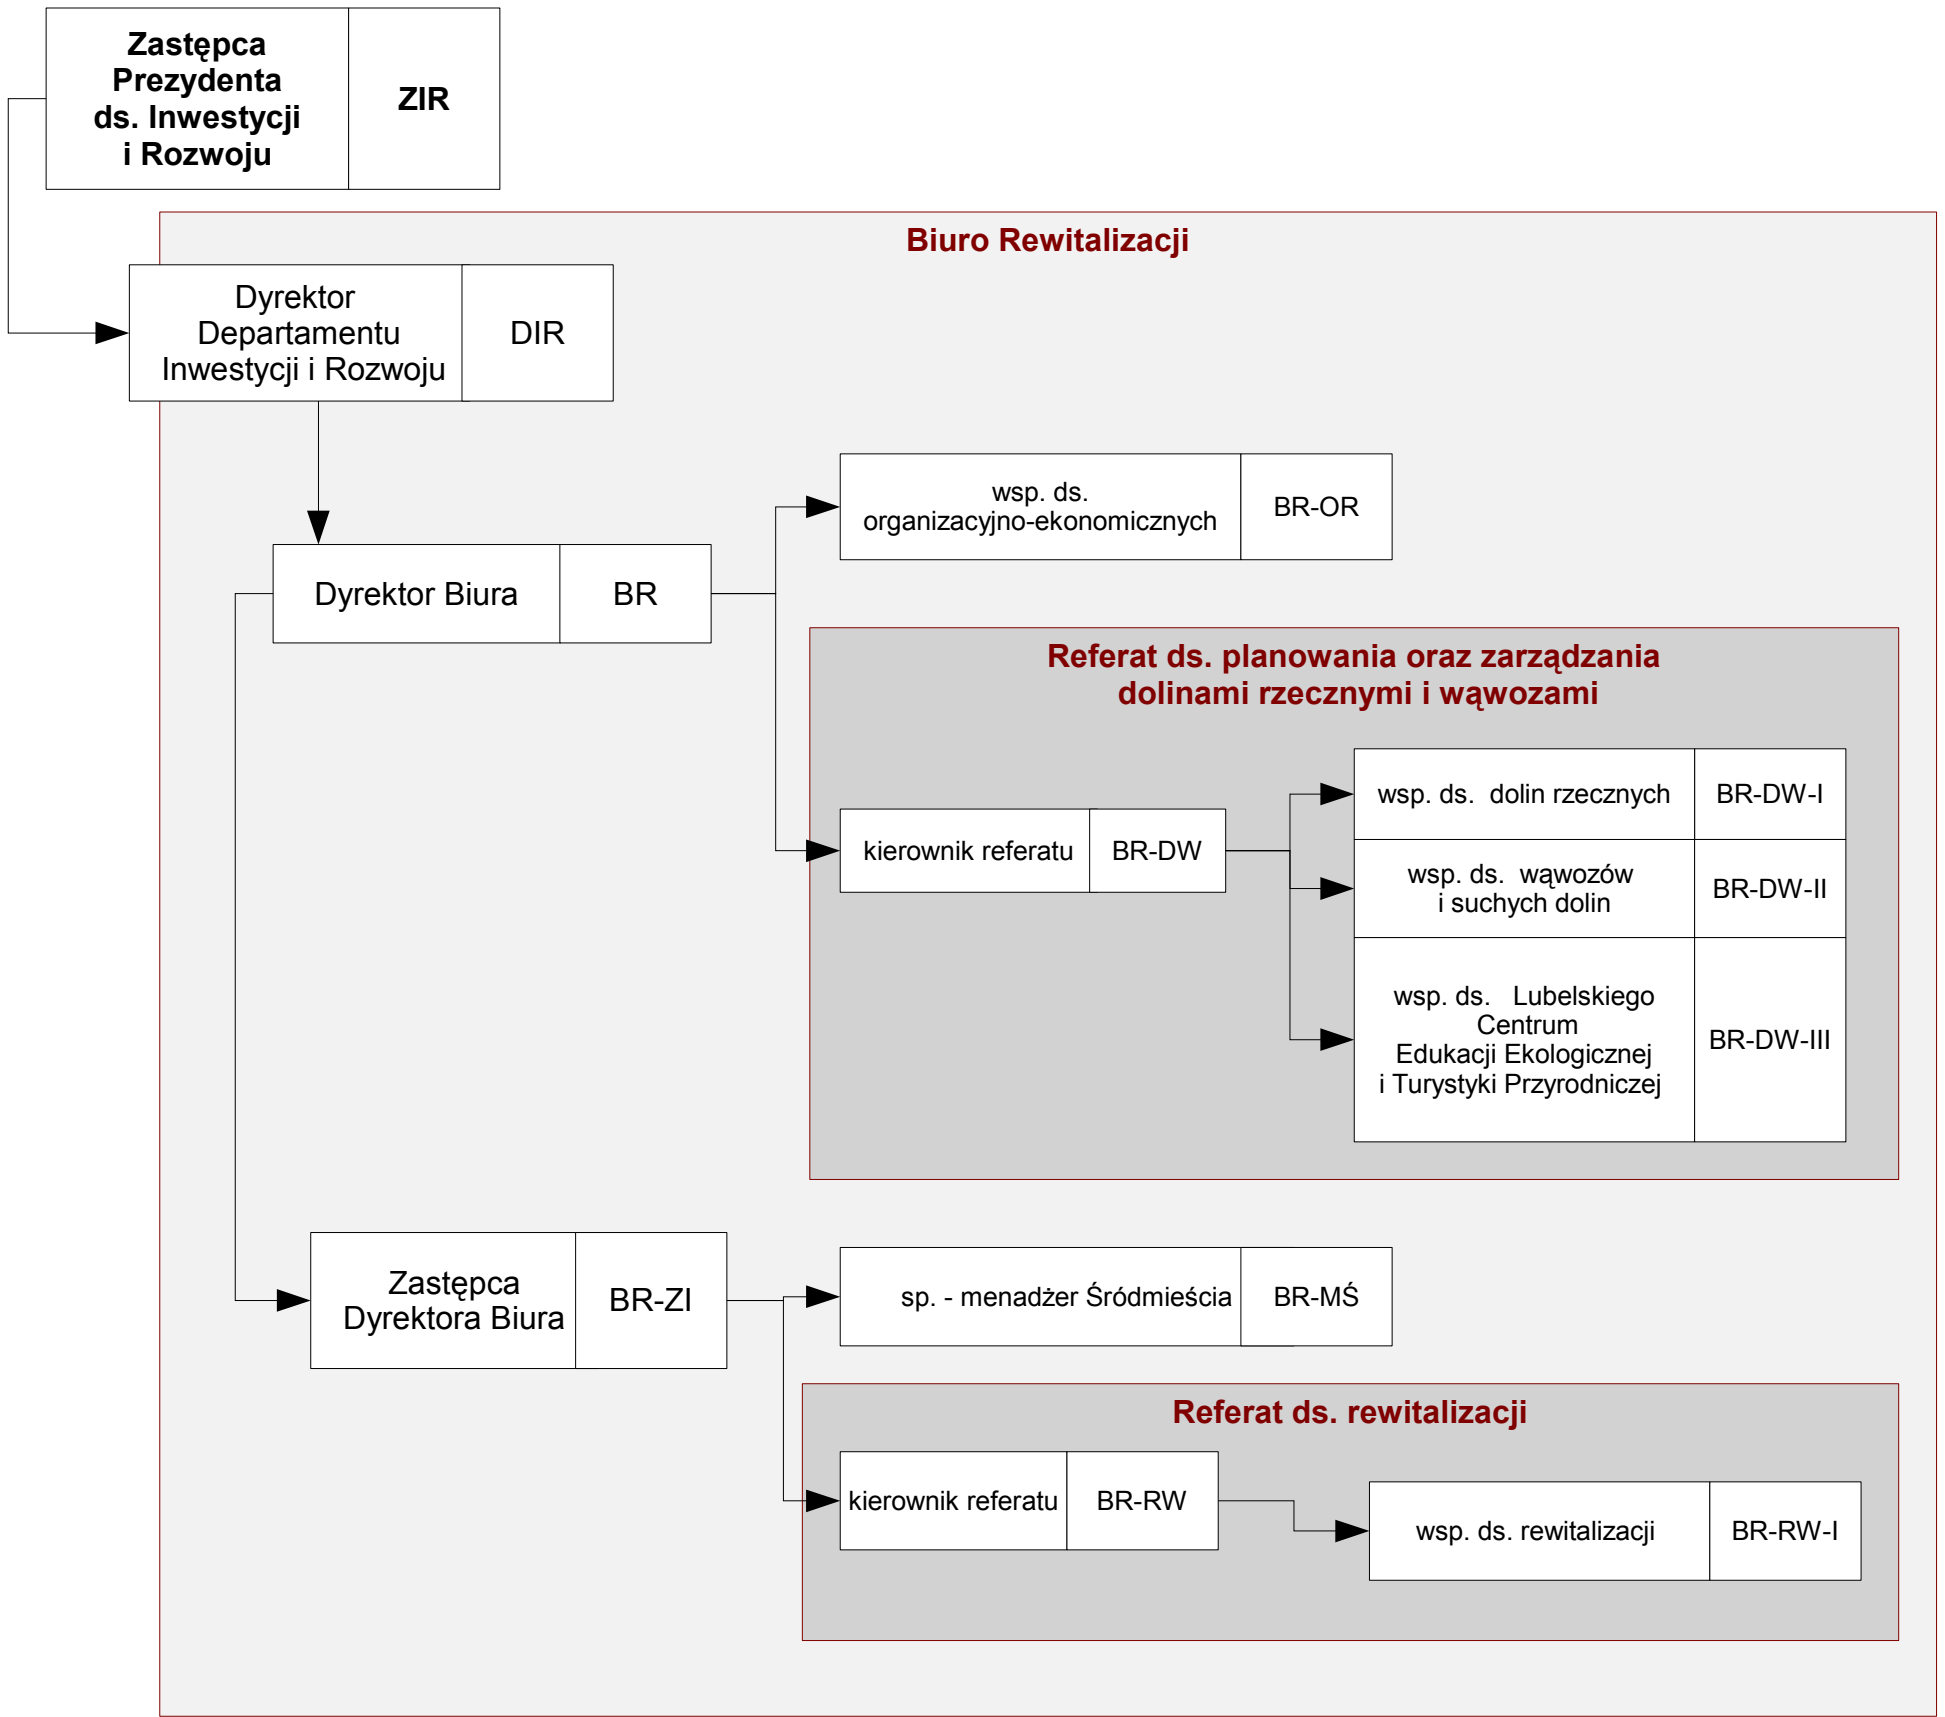 Zastępca
Prezydenta
ds. Inwestycji
i Rozwoju
ZIR
Biuro Rewitalizacji
Dyrektor
Departamentu
Inwestycji i Rozwoju
DIR
wsp. ds.
organizacyjno-ekonomicznych
BR-OR
Dyrektor Biura
BR
Referat ds. planowania oraz zarządzania
dolinami rzecznymi i wąwozami
kierownik referatu
BR-DW
wsp. ds. dolin rzecznych
BR-DW-I
wsp. ds. wąwozów
i suchych dolin
BR-DW-II
wsp. ds. Lubelskiego
Centrum
Edukacji Ekologicznej
i Turystyki Przyrodniczej
BR-DW-III
Zastępca
Dyrektora Biura
BR-ZI
sp. - menadżer Śródmieścia
BR-MŚ
Referat ds. rewitalizacji
kierownik referatu
BR-RW
wsp. ds. rewitalizacji
BR-RW-I